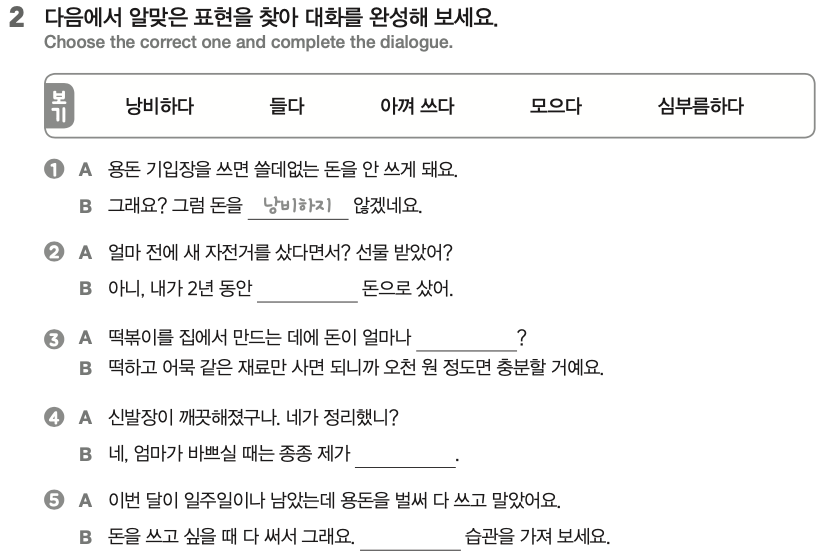 2 다음에서 알맞은 표현을 찾아 대화를 완성해 보세요.
Choose the correct one and complete the dialogue.
보기 낭비하다 들다 아껴 쓰다 모으다 심부름하다
1 A 용돈 기입장을 쓰면 쓸데없는 돈을 안 쓰게 돼요.
B 그래요? 그럼 돈을 낭비하지 않겠네요.
2 A 얼마 전에 새 자전거를 샀다면서? 선물 받았어?
B 아니, 내가 2년 동안 __________ 돈으로 샀어.
3 A 떡볶이를 집에서 만드는 데에 돈이 얼마나 __________?
B 떡하고 어묵 같은 재료만 사면 되니까 오천 원 정도면 충분할 거예요.
4 A 신발장이 깨끗해졌구나. 네가 정리했니?
B 네, 엄마가 바쁘실 때는 종종 제가 __________.
5 A 이번 달이 일주일이나 남았는데 용돈을 벌써 다 쓰고 말았어요.
B 돈을 쓰고 싶을 때 다 써서 그래요. __________ 습관을 가져 보세요.